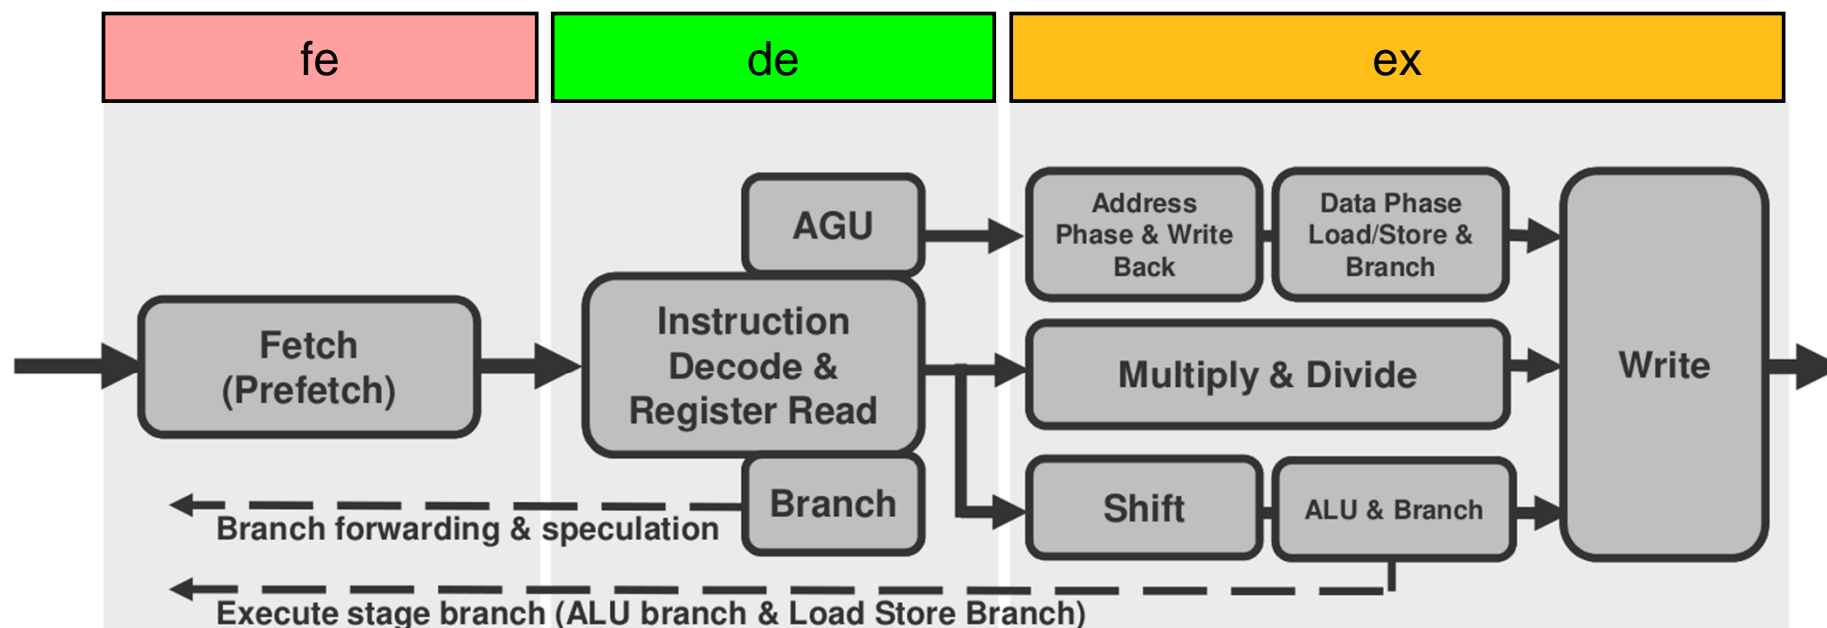 fe
de
ex
AGU
Address
Phase & Write
Back
Data Phase
Load/Store &
Branch
Fetch
(Prefetch)
Instruction
Decode &
Register Read
Multiply & Divide
Write
Branch
Shift
ALU & Branch
Branch forwarding & speculation
Execute stage branch (ALU branch & Load Store Branch)